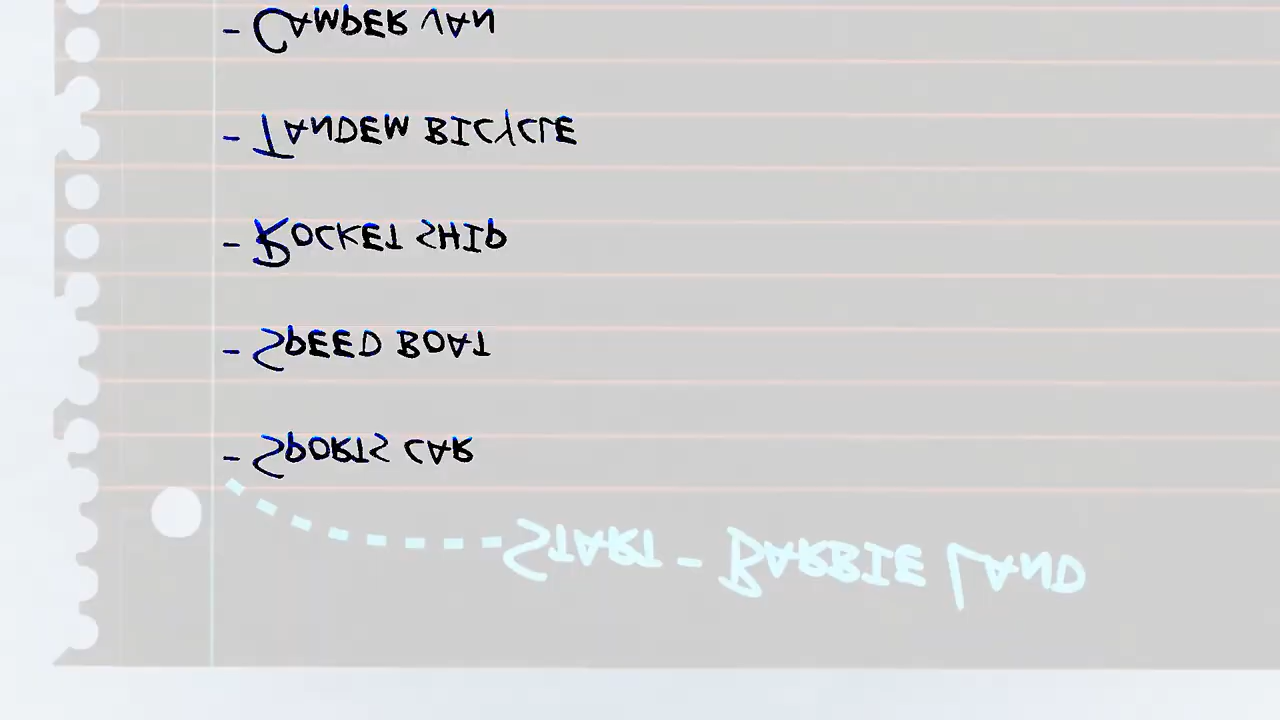 Start - Barbie Land
- Sports car
- Speed boat
- Rocket ship
- Tandem bicycle
- Camper van